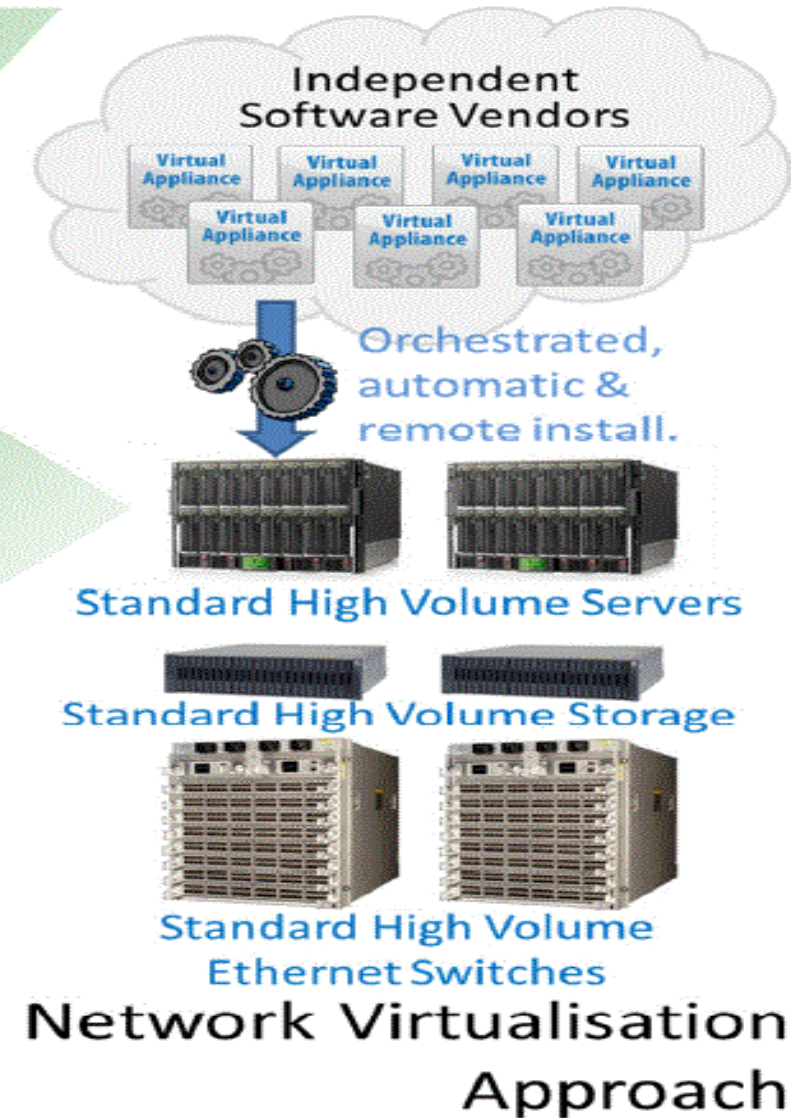 Independent
Software Vendors
Virtual
Appliance
Virtual
Appliance
Virtual
Appliance
Virtual
Appliance
Virtual
Appliance
Virtual
Appliance
Virtual
Appliance
Orchestrated,
automatic &
remote install.
Standard High Volume Servers
Standard High Volume Storage
Standard High Volume
Ethernet Switches
Network Virtualisation
Approach